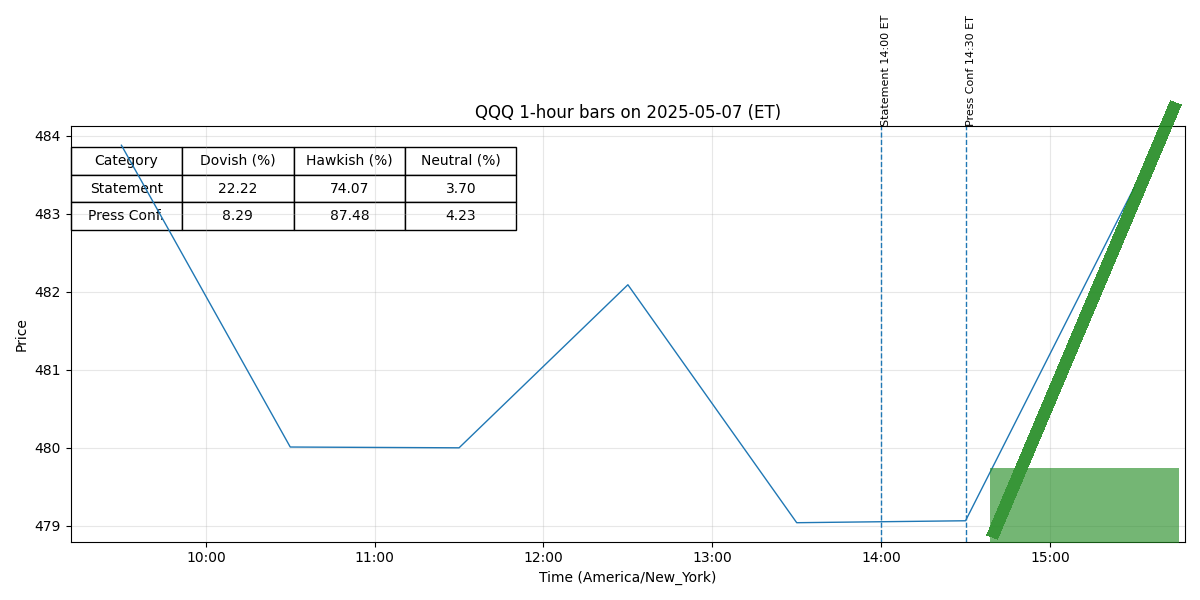 Statement 14:00 ET
Press Conf 14:30 ET
QQQ 1-hour bars on 2025-05-07 (ET)
Category Dovish (%) Hawkish (%) Neutral (%)
Statement 22.22 74.07 3.70
Press Conf. 8.29 87.48 4.23
Price
484
483
482
481
480
479
10:00 11:00 12:00 13:00 14:00 15:00
Time (America/New_York)